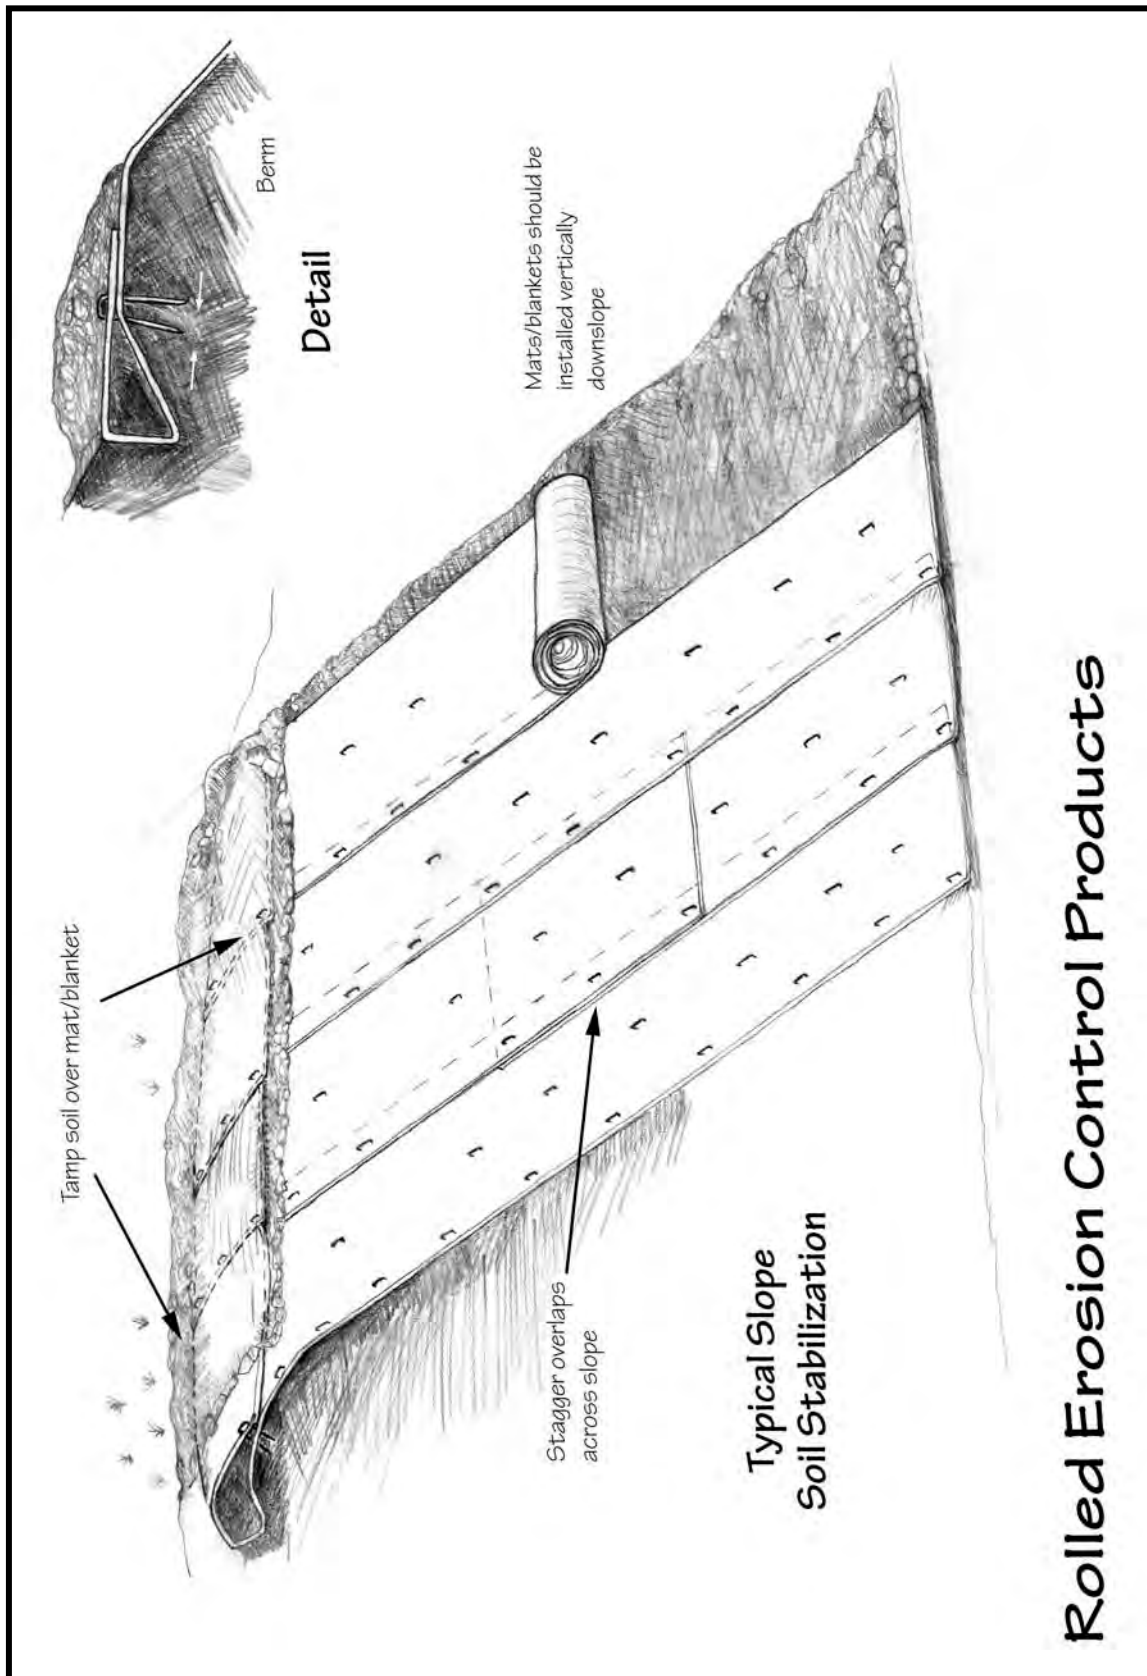 Tamp soil over mat/blanket
Berm
Detail
Mats/blankets should be
installed vertically
downslope
Stagger overlaps
across slope
Typical Slope
Soil Stabilization
Rolled Erosion Control Products